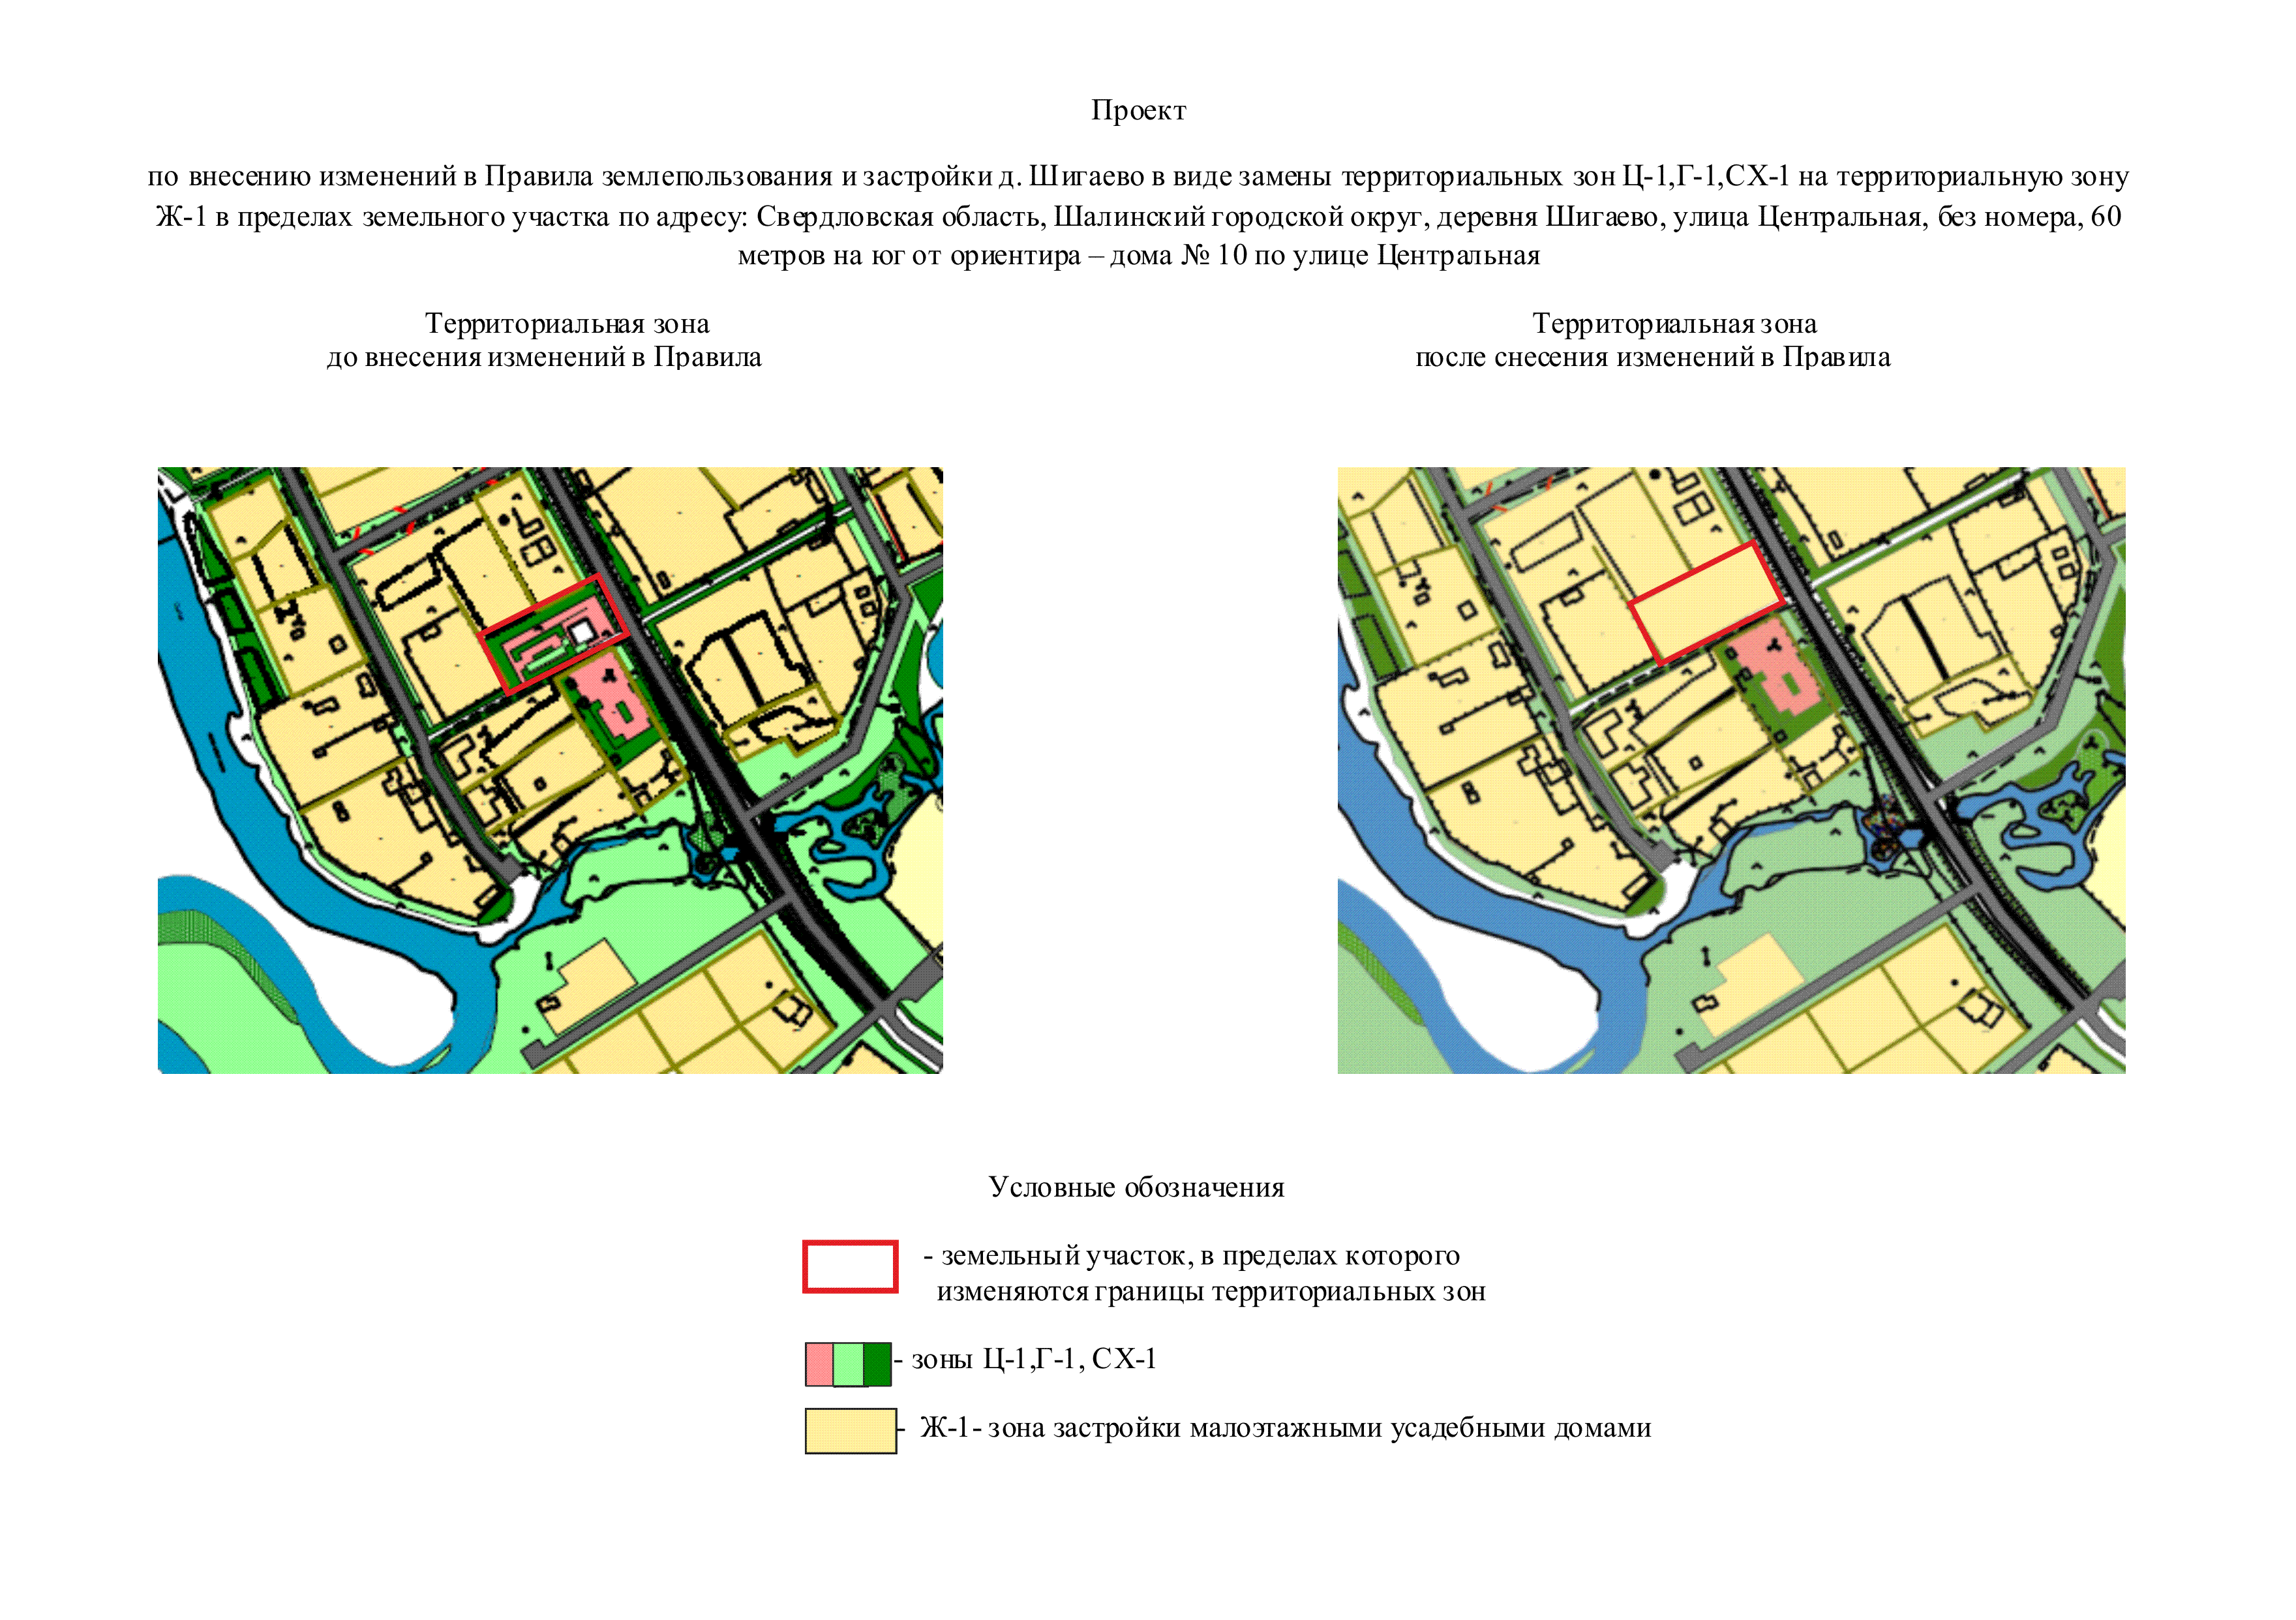 Проект
по внесению изменений в Правила землепользования и застройки д. Шигаево в виде замены территориальных зон Ц-1,Г-1,СХ-1 на территориальную зону
Ж-1 в пределах земельного участка по адресу: Свердловская область, Шалинский городской округ, деревня Шигаево, улица Центральная, без номера, 60
метров на юг от ориентира – дома № 10 по улице Центральная
Территориальная зона
до внесения изменений в Правила
Территориальная зона
после снесения изменений в Правила
Условные обозначения
- земельный участок, в пределах которого
изменяются границы территориальных зон
- зоны Ц-1,Г-1, СХ-1
- Ж-1- зона застройки малоэтажными усадебными домами